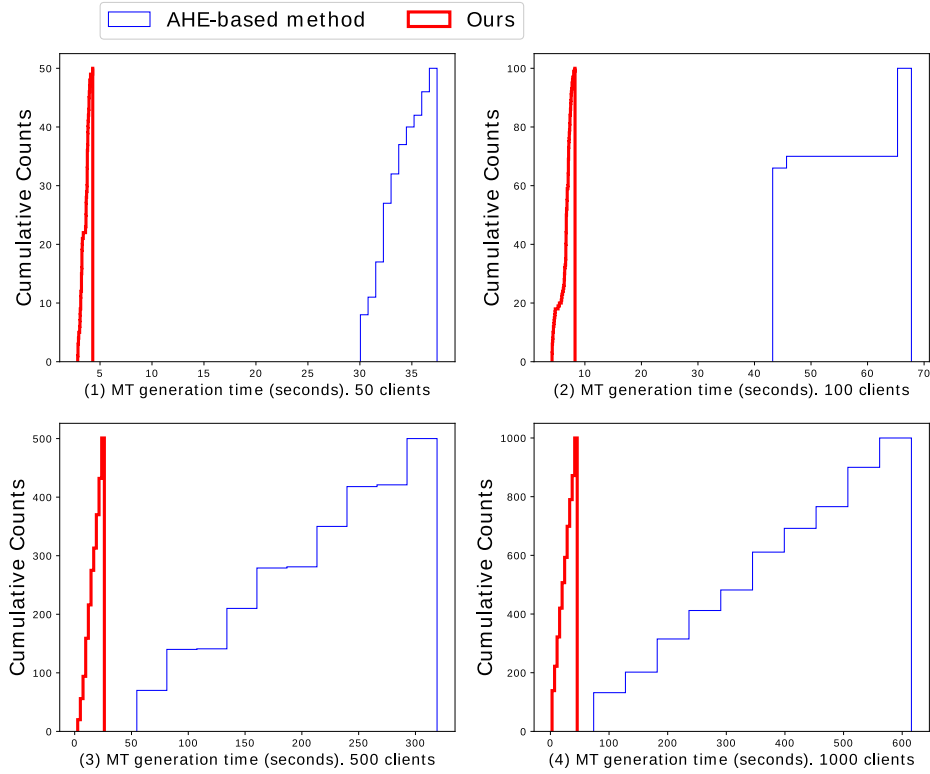 AHE-based method Ours
Cumulative Counts
50
40
30
20
10
0
5 10 15 20 25 30 35
(1) MT generation time (seconds). 50 clients
Cumulative Counts
100
80
60
40
20
0
10 20 30 40 50 60 70
(2) MT generation time (seconds). 100 clients
Cumulative Counts
500
400
300
200
100
0
0 50 100 150 200 250 300
(3) MT generation time (seconds). 500 clients
Cumulative Counts
1000
800
600
400
200
0
0 100 200 300 400 500 600
(4) MT generation time (seconds). 1000 clients